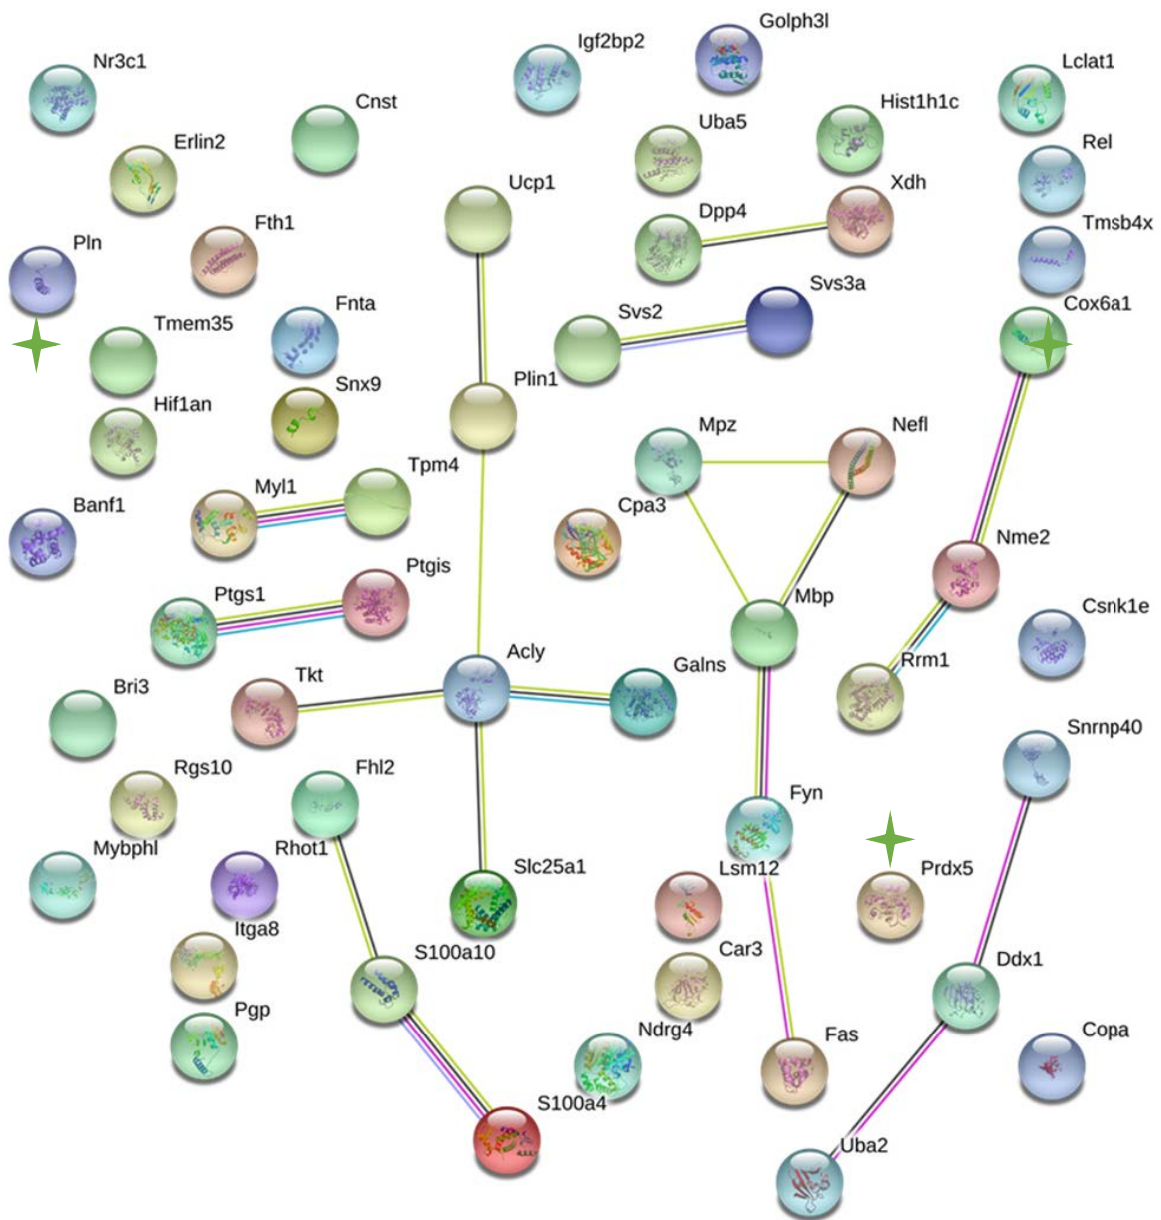 Golph3l
Igf2bp2
Nr3c1
Lclat1
Cnst
Hist1h1c
Uba5
Erlin2
Rel
Ucp1
Xdh
Dpp4
Fth1
Tmsb4x
Pln
Svs3a
Fnta
Cox6a1
Svs2
Tmem35
Plin1
Snx9
Hif1an
Mpz
Nefl
Tpm4
Myl1
Cpa3
Banf1
Nme2
Ptgis
Mbp
Ptgs1
Csnk1e
Acly
Rrm1
Galns
Tkt
Bri3
Snrnp40
Rgs10
Fhl2
Fyn
Mybphl
Rhot1
Slc25a1
Lsm12
Prdx5
Itga8
S100a10
Car3
Ddx1
Pgp
Ndrg4
Fas
Copa
S100a4
Uba2